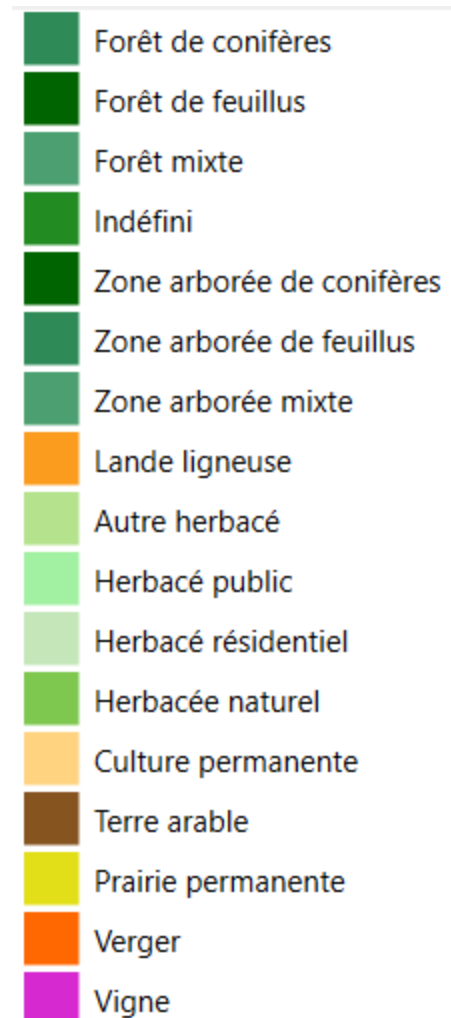 Forêt de conifères
Forêt de feuillus
Forêt mixte
Indéfini
Zone arborée de conifères
Zone arborée de feuillus
Zone arborée mixte
Lande ligneuse
Autre herbacé
Herbacé public
Herbacé résidentiel
Herbacée naturel
Culture permanente
Terre arable
Prairie permanente
Verger
Vigne